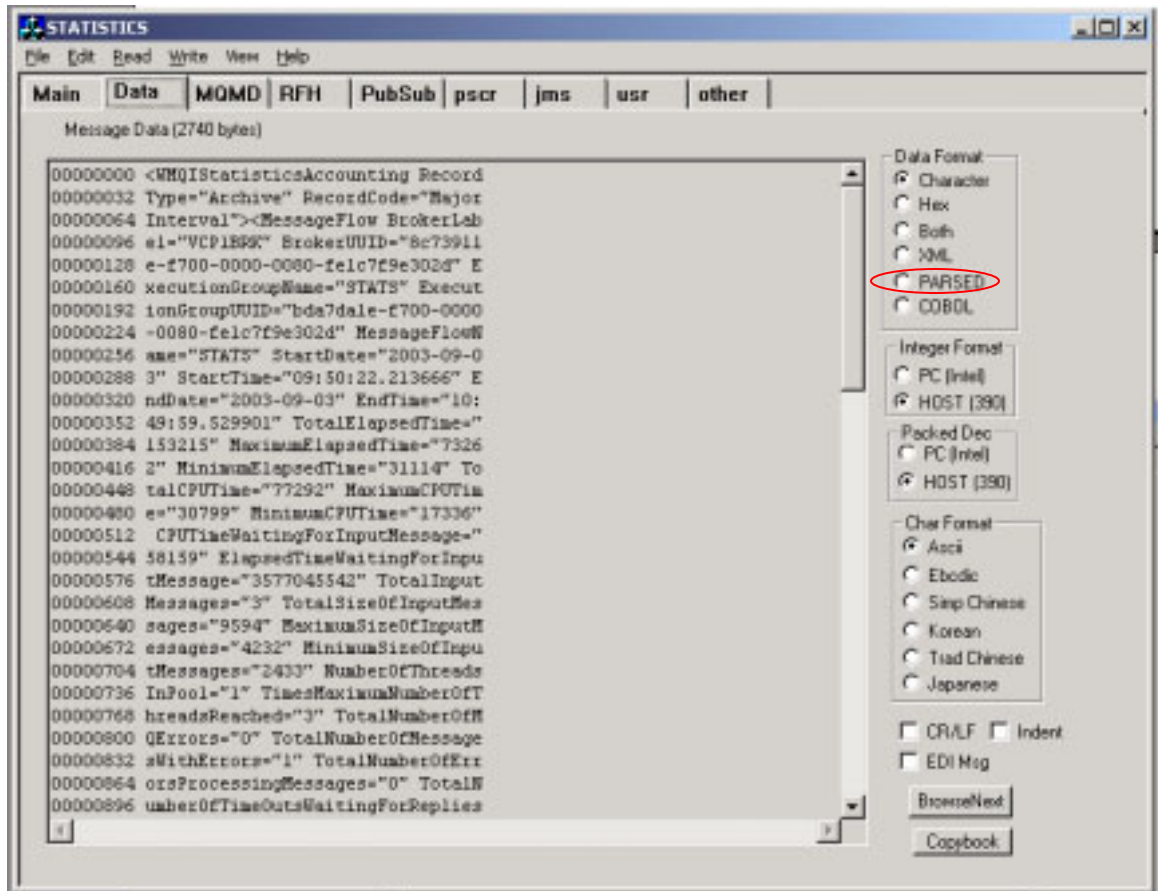 STATISTICS
File Edit Read Write View Help
Main Data MQMD RFH PubSub pscr jms usr other
Message Data (2740 bytes)
00000000 <WMQIStatisticsAccounting Record
00000032 Type="Archive" RecordCode="Major
00000064 Interval"><MessageFlow BrokerLab
00000096 el="VCP1BRK" BrokerUUID="8c73911
00000128 e-f700-0000-0080-fe1c7f9e302d" E
00000160 xecutionGroupName="STATS" Execut
00000192 ionGroupUUID="bda7da1e-f700-0000
00000224 -0080-fe1c7f9e302d" MessageFlowN
00000256 ame="STATS" StartDate="2003-09-0
00000288 3" StartTime="09:50:22.213666" E
00000320 ndDate="2003-09-03" EndTime="10:
00000352 49:59.529901" TotalElapsedTime="
00000384 153215" MaximumElapsedTime="7326
00000416 2" MinimumElapsedTime="31114" To
00000448 talCPUTime="77292" MaximumCPUTim
00000480 e="30799" MinimumCPUTime="17336"
00000512  CPUTimeWaitingForInputMessage="
00000544 58159" ElapsedTimeWaitingForInpu
00000576 tMessage="3577045542" TotalInput
00000608 Messages="3" TotalSizeOfInputMes
00000640 sages="9594" MaximumSizeOfInputM
00000672 essages="4232" MinimumSizeOfInpu
00000704 tMessages="2433" NumberOfThreads
00000736 InPool="1" TimesMaximumNumberOfT
00000768 hreadsReached="3" TotalNumberOfM
00000800 QErrors="0" TotalNumberOfMessage
00000832 sWithErrors="1" TotalNumberOfErr
00000864 orsProcessingMessages="0" TotalN
00000896 umberOfTimeOutsWaitingForReplies
Data Format
Character
Hex
Both
XML
PARSED
COBOL
Integer Format
PC (Intel)
HOST (390)
Packed Dec
PC (Intel)
HOST (390)
Char Format
Ascii
Ebcdic
Simp Chinese
Korean
Trad Chinese
Japanese
CR/LF Indent
EDI Msg
BrowseNext
Copybook